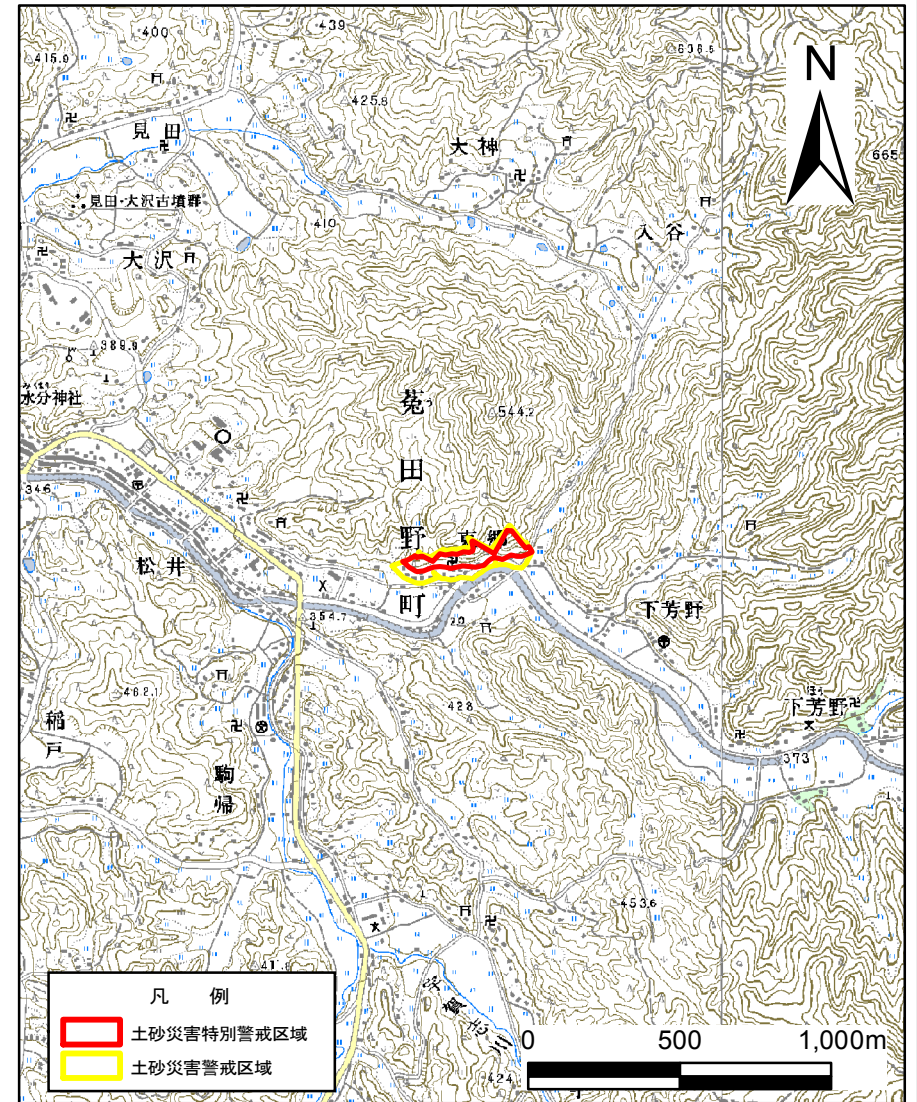 439
400
415.9
636.5
N
425.8
見田
大神
665
見田・大沢古墳群
410
入谷
大沢
389.9
水分神社
菟田野町
544.2
346
松井
354.7
下芳野
462.1
428
下芳野
稲戸
373
駒帰
453.6
凡 例
土砂災害特別警戒区域
土砂災害警戒区域
424
0 500 1,000m